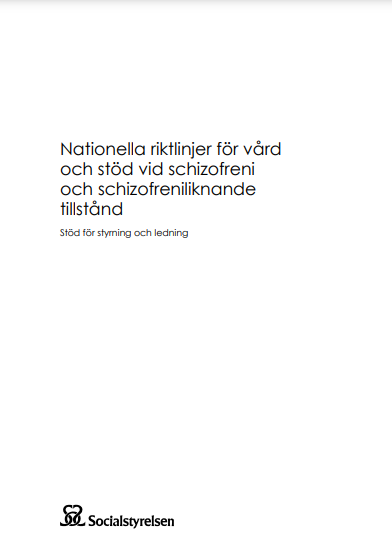 Nationella riktlinjer för vård
och stöd vid schizofreni
och schizofreniliknande
tillstånd
Stöd för styrning och ledning
Socialstyrelsen